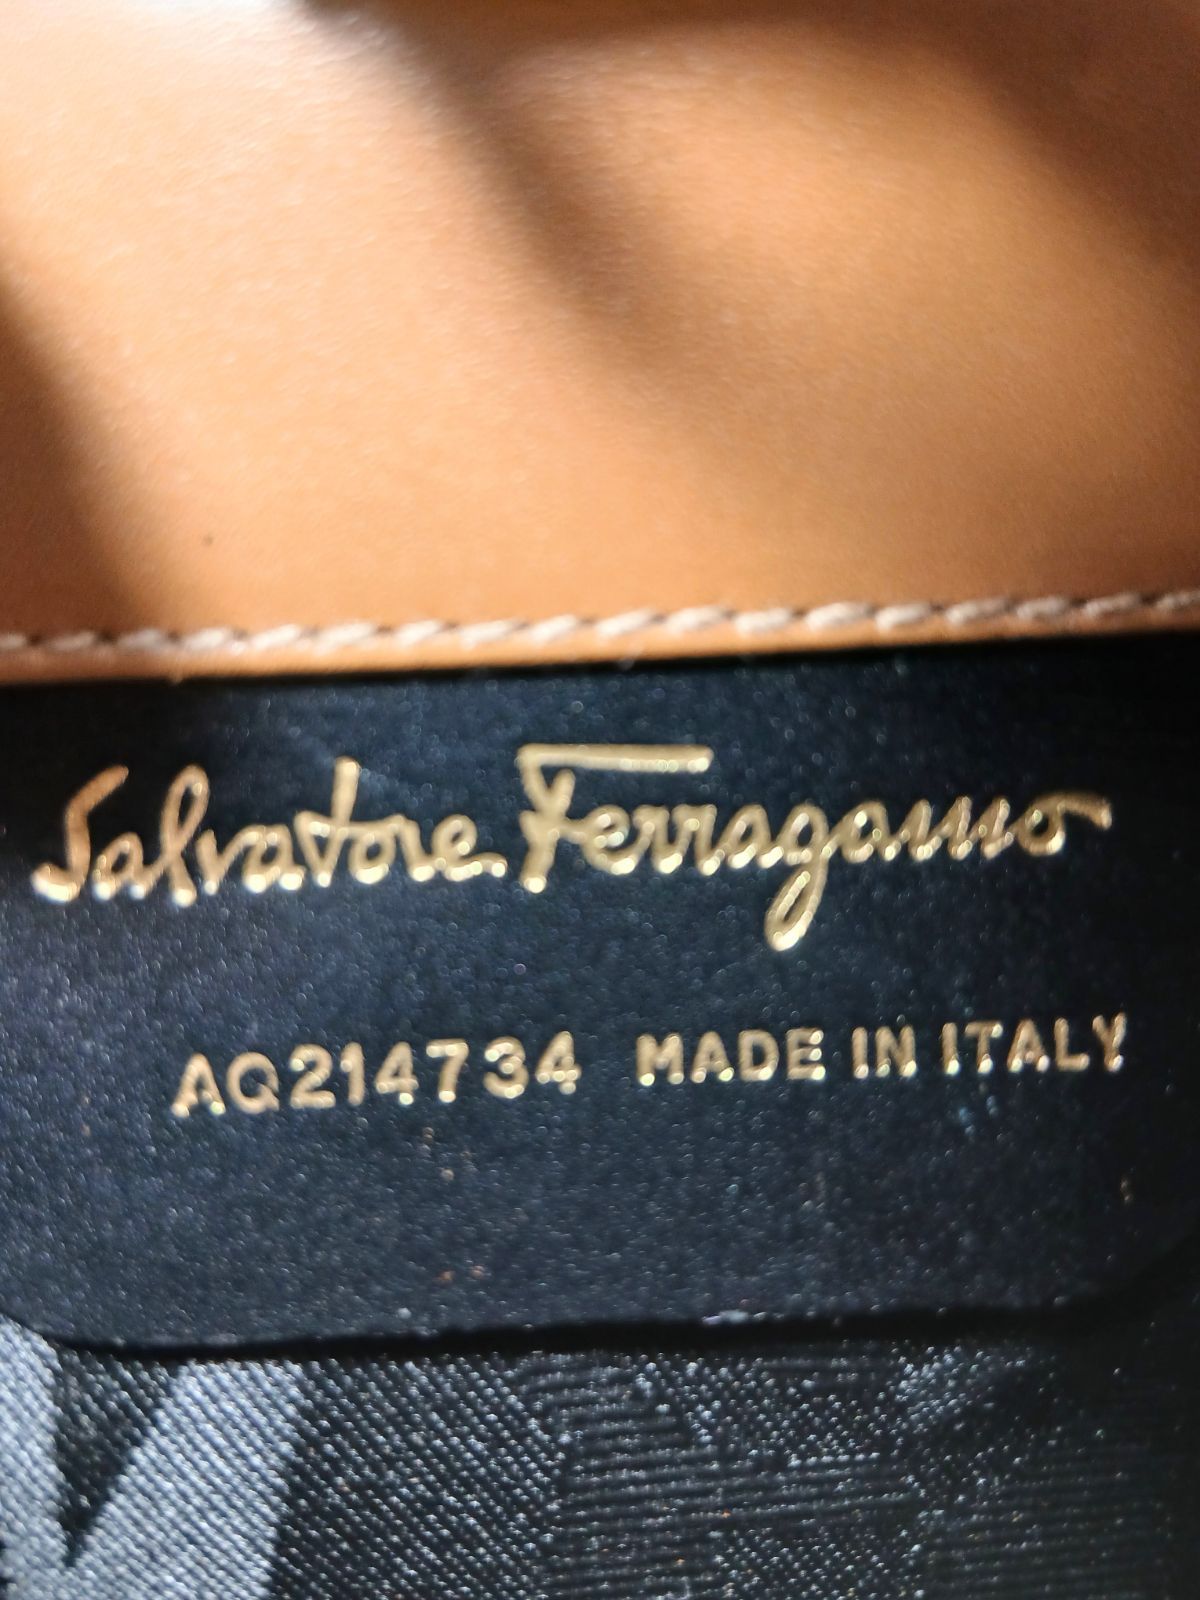 Salvatore Ferragamo
AQ214734 MADE IN ITALY